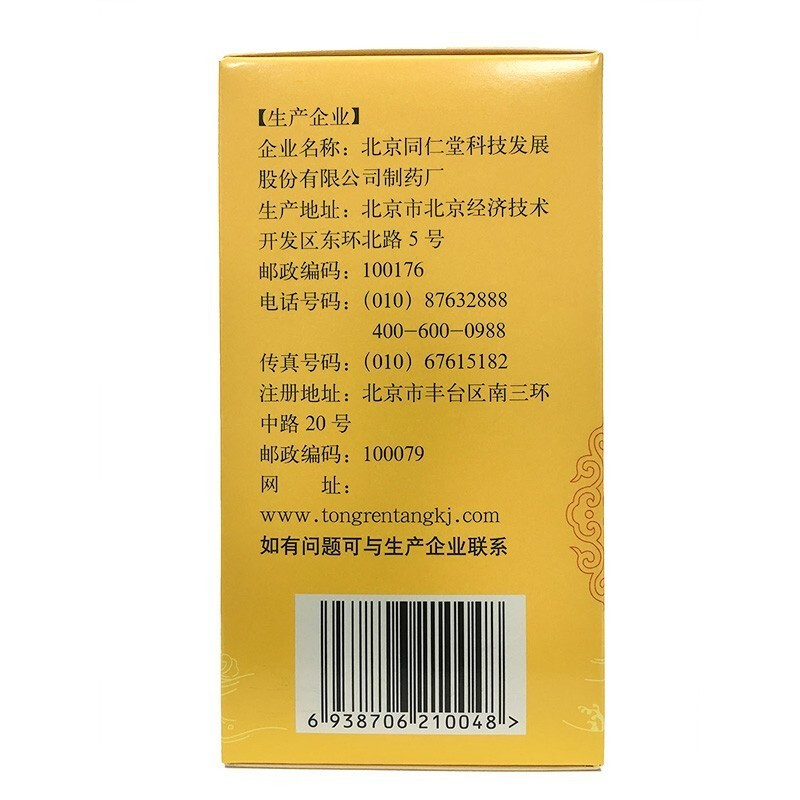 【生产企业】
企业名称：北京同仁堂科技发展
股份有限公司制药厂
生产地址：北京市北京经济技术
开发区东环北路 5 号
邮政编码：100176
电话号码：（010）87632888
400-600-0988
传真号码：（010）67615182
注册地址：北京市丰台区南三环
中路 20 号
邮政编码：100079
网　　址：
www.tongrentangkj.com
如有问题可与生产企业联系
6 938706 210048 >